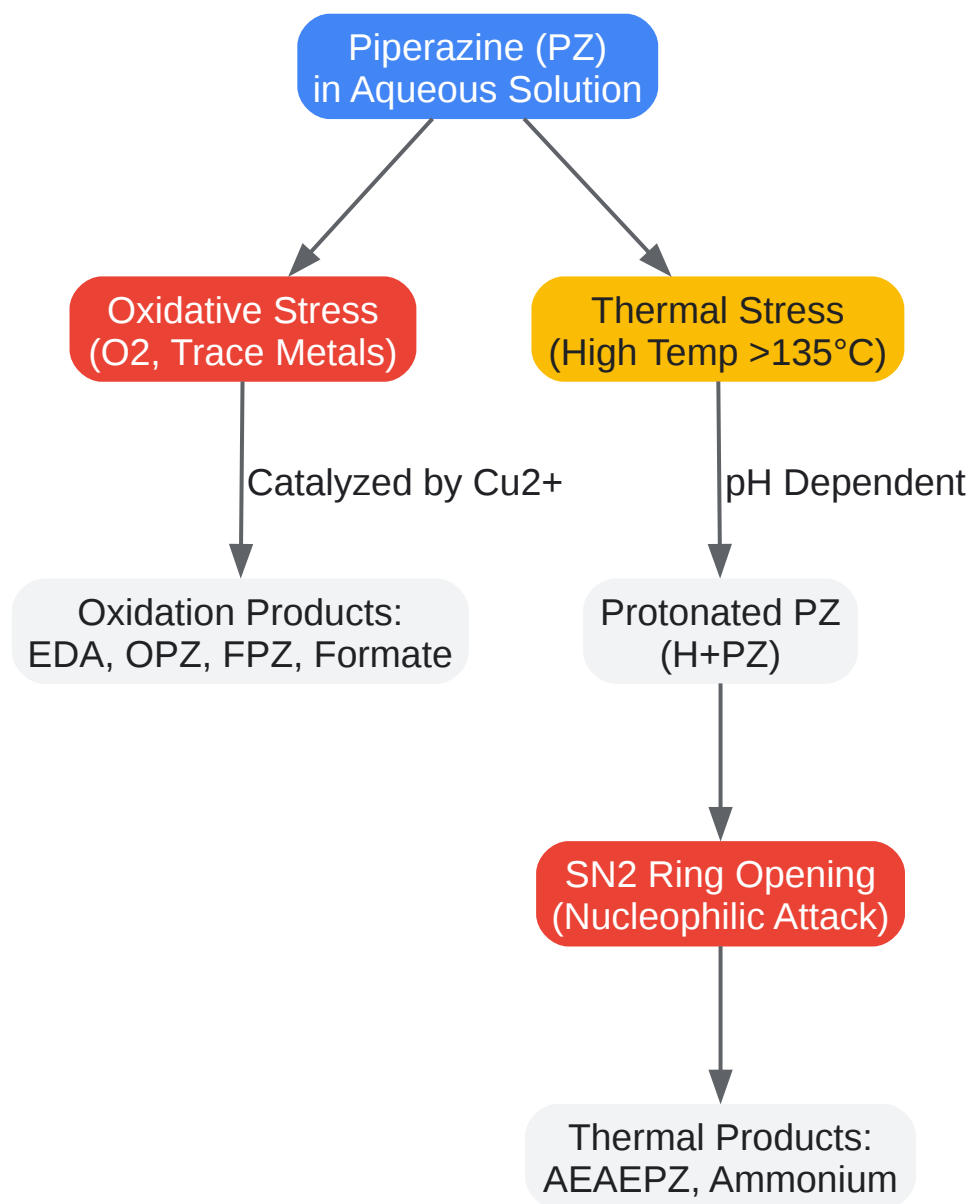 Piperazine (PZ)
in Aqueous Solution
Oxidative Stress
(O2, Trace Metals)
Thermal Stress
(High Temp >135°C)
Catalyzed by Cu2+
pH Dependent
Oxidation Products:
EDA, OPZ, FPZ, Formate
Protonated PZ
(H+PZ)
SN2 Ring Opening
(Nucleophilic Attack)
Thermal Products:
AEAEPZ, Ammonium